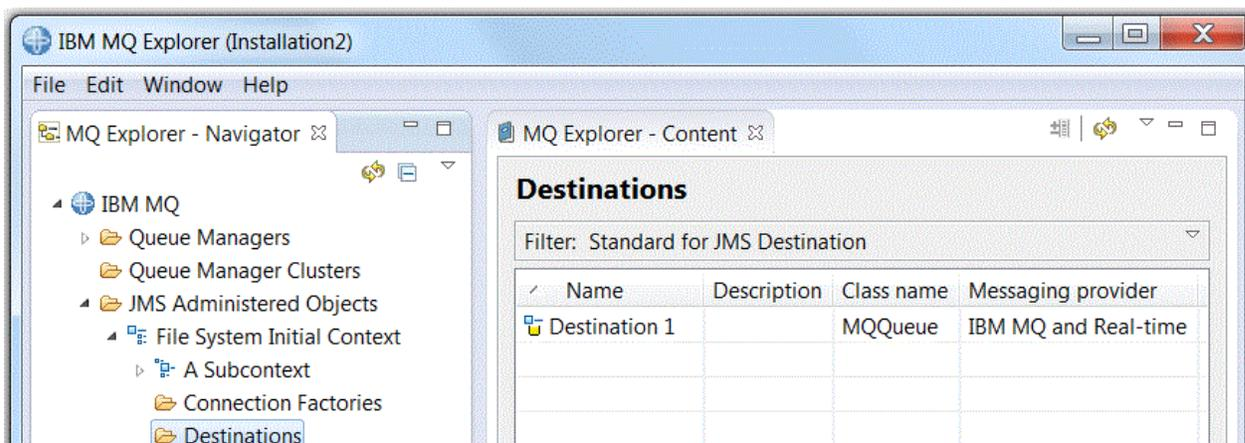 IBM MQ Explorer (Installation2)
File Edit Window Help
MQ Explorer - Navigator
IBM MQ
Queue Managers
Queue Manager Clusters
JMS Administered Objects
File System Initial Context
A Subcontext
Connection Factories
Destinations
MQ Explorer - Content
Destinations
Filter: Standard for JMS Destination
Name Description Class name Messaging provider
Destination 1 MQQueue IBM MQ and Real-time